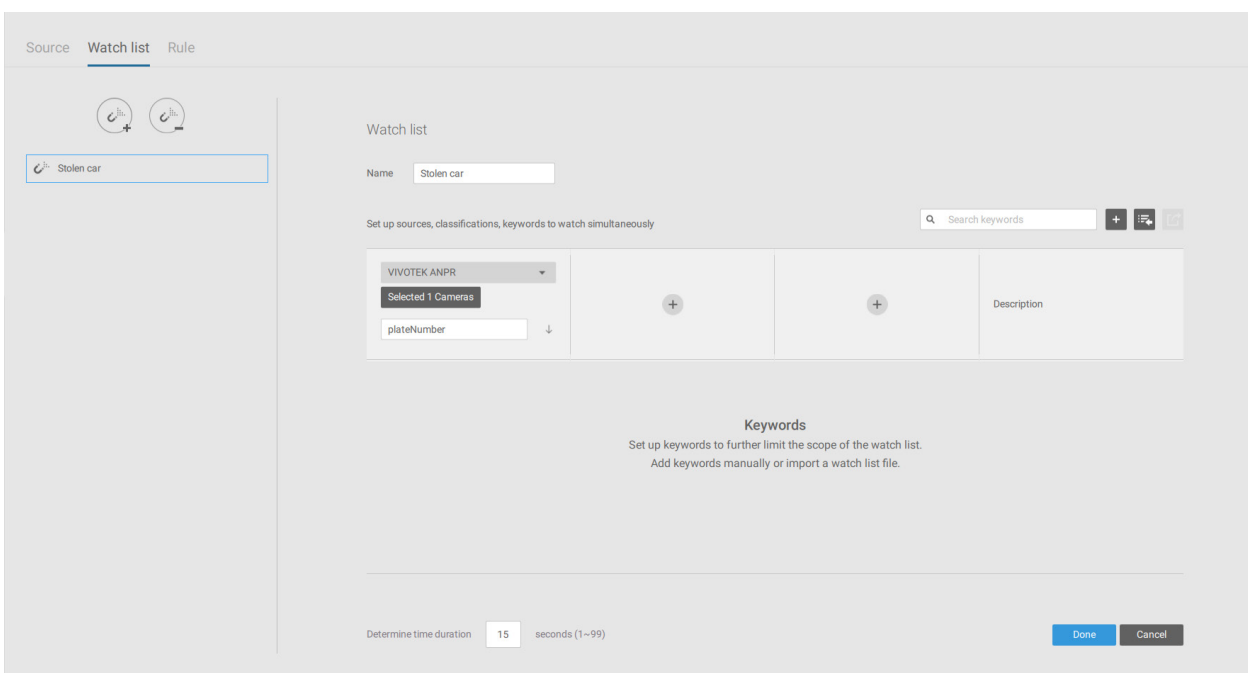 Source Watch list Rule
Stolen car
Watch list
Name Stolen car
Set up sources, classifications, keywords to watch simultaneously
Search keywords
VIVOTEK ANPR
Selected 1 Cameras
plateNumber
Description
Keywords
Set up keywords to further limit the scope of the watch list.
Add keywords manually or import a watch list file.
Determine time duration 15 seconds (1~99)
Done Cancel